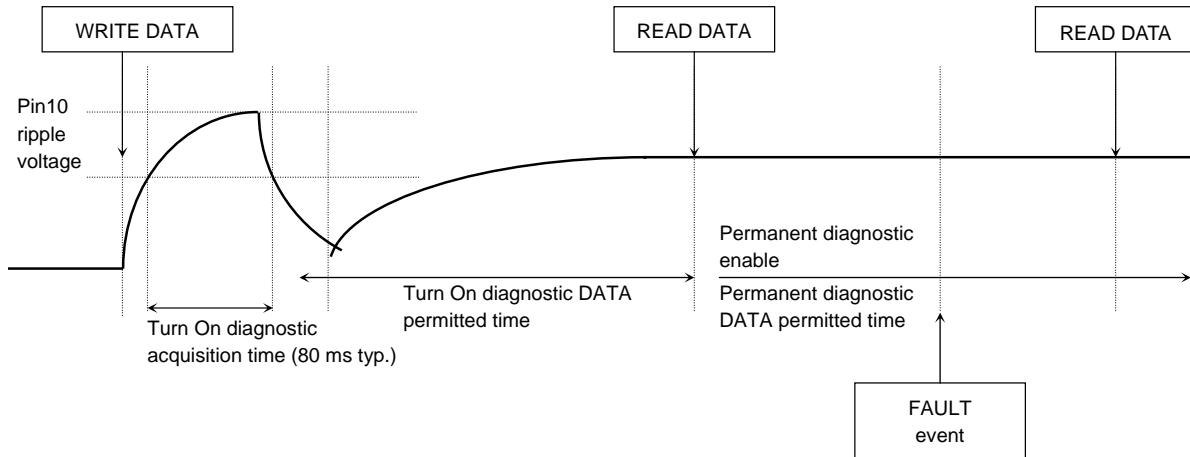 WRITE DATA
READ DATA
READ DATA
Pin10
ripple
voltage
Permanent diagnostic
enable
Turn On diagnostic DATA
permitted time
Permanent diagnostic
DATA permitted time
Turn On diagnostic
acquisition time (80 ms typ.)
FAULT
event